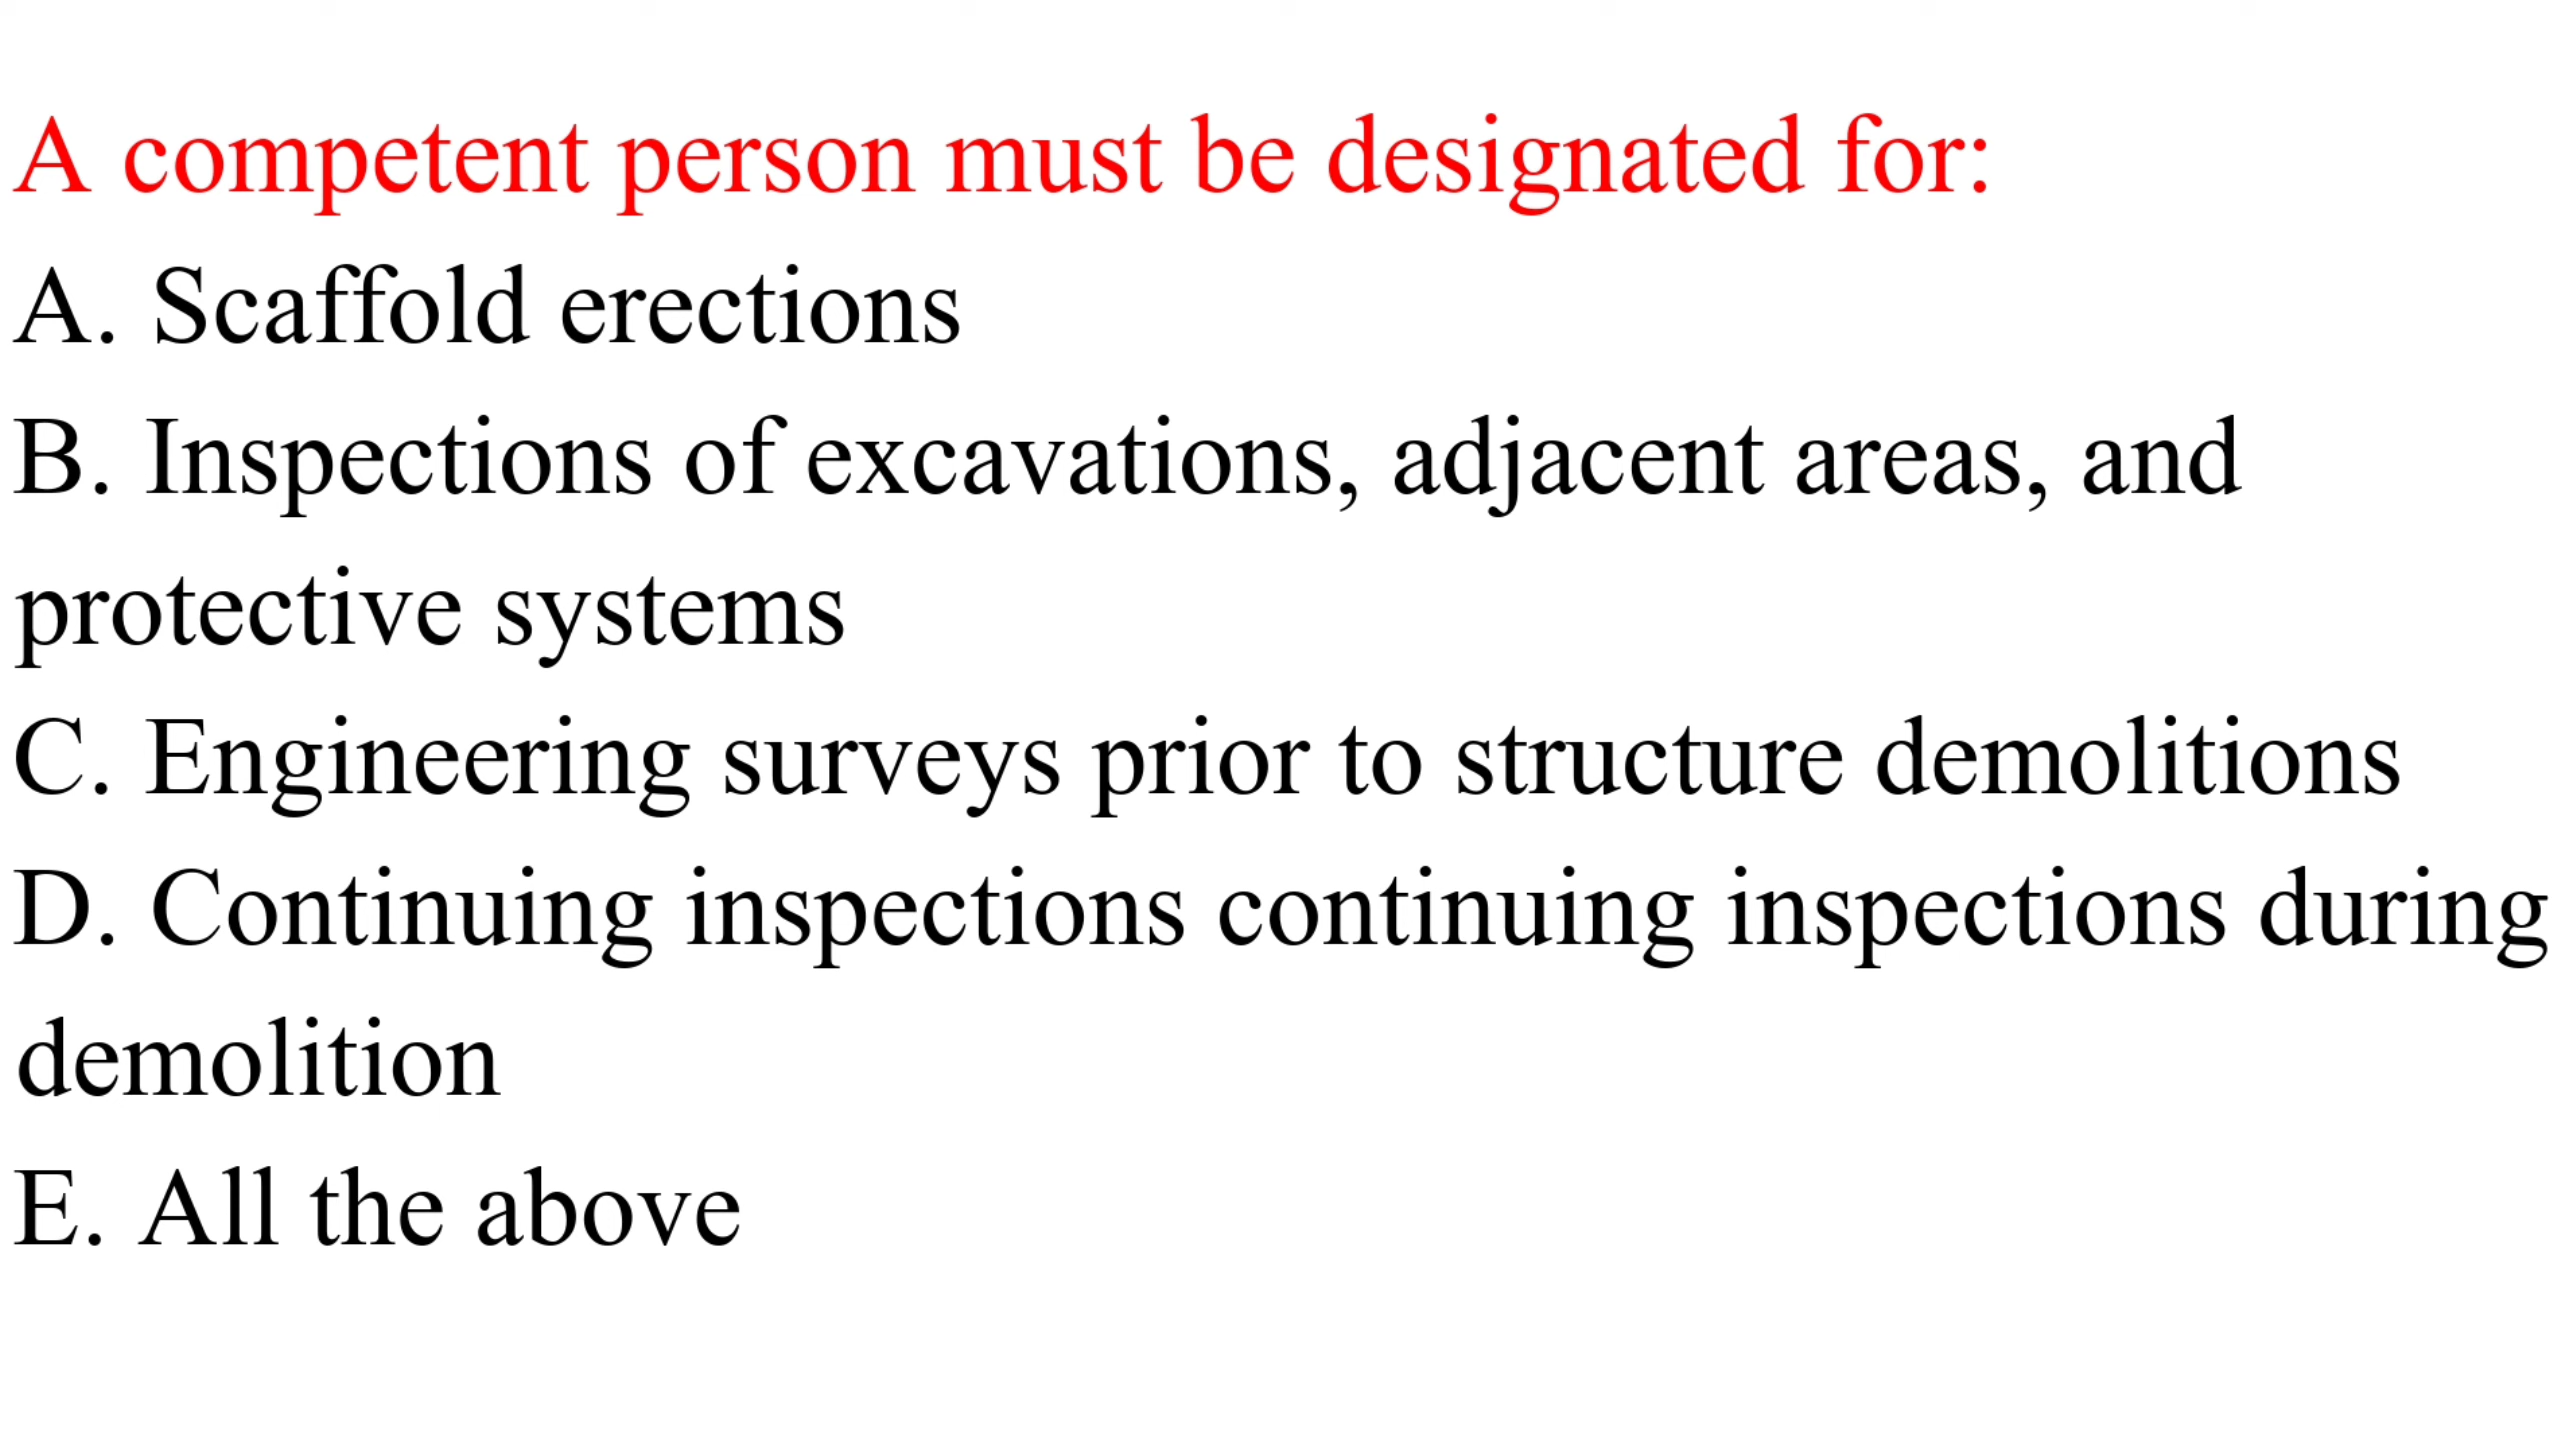 A competent person must be designated for:
A. Scaffold erections
B. Inspections of excavations, adjacent areas, and
protective systems
C. Engineering surveys prior to structure demolitions
D. Continuing inspections continuing inspections during
demolition
E. All the above